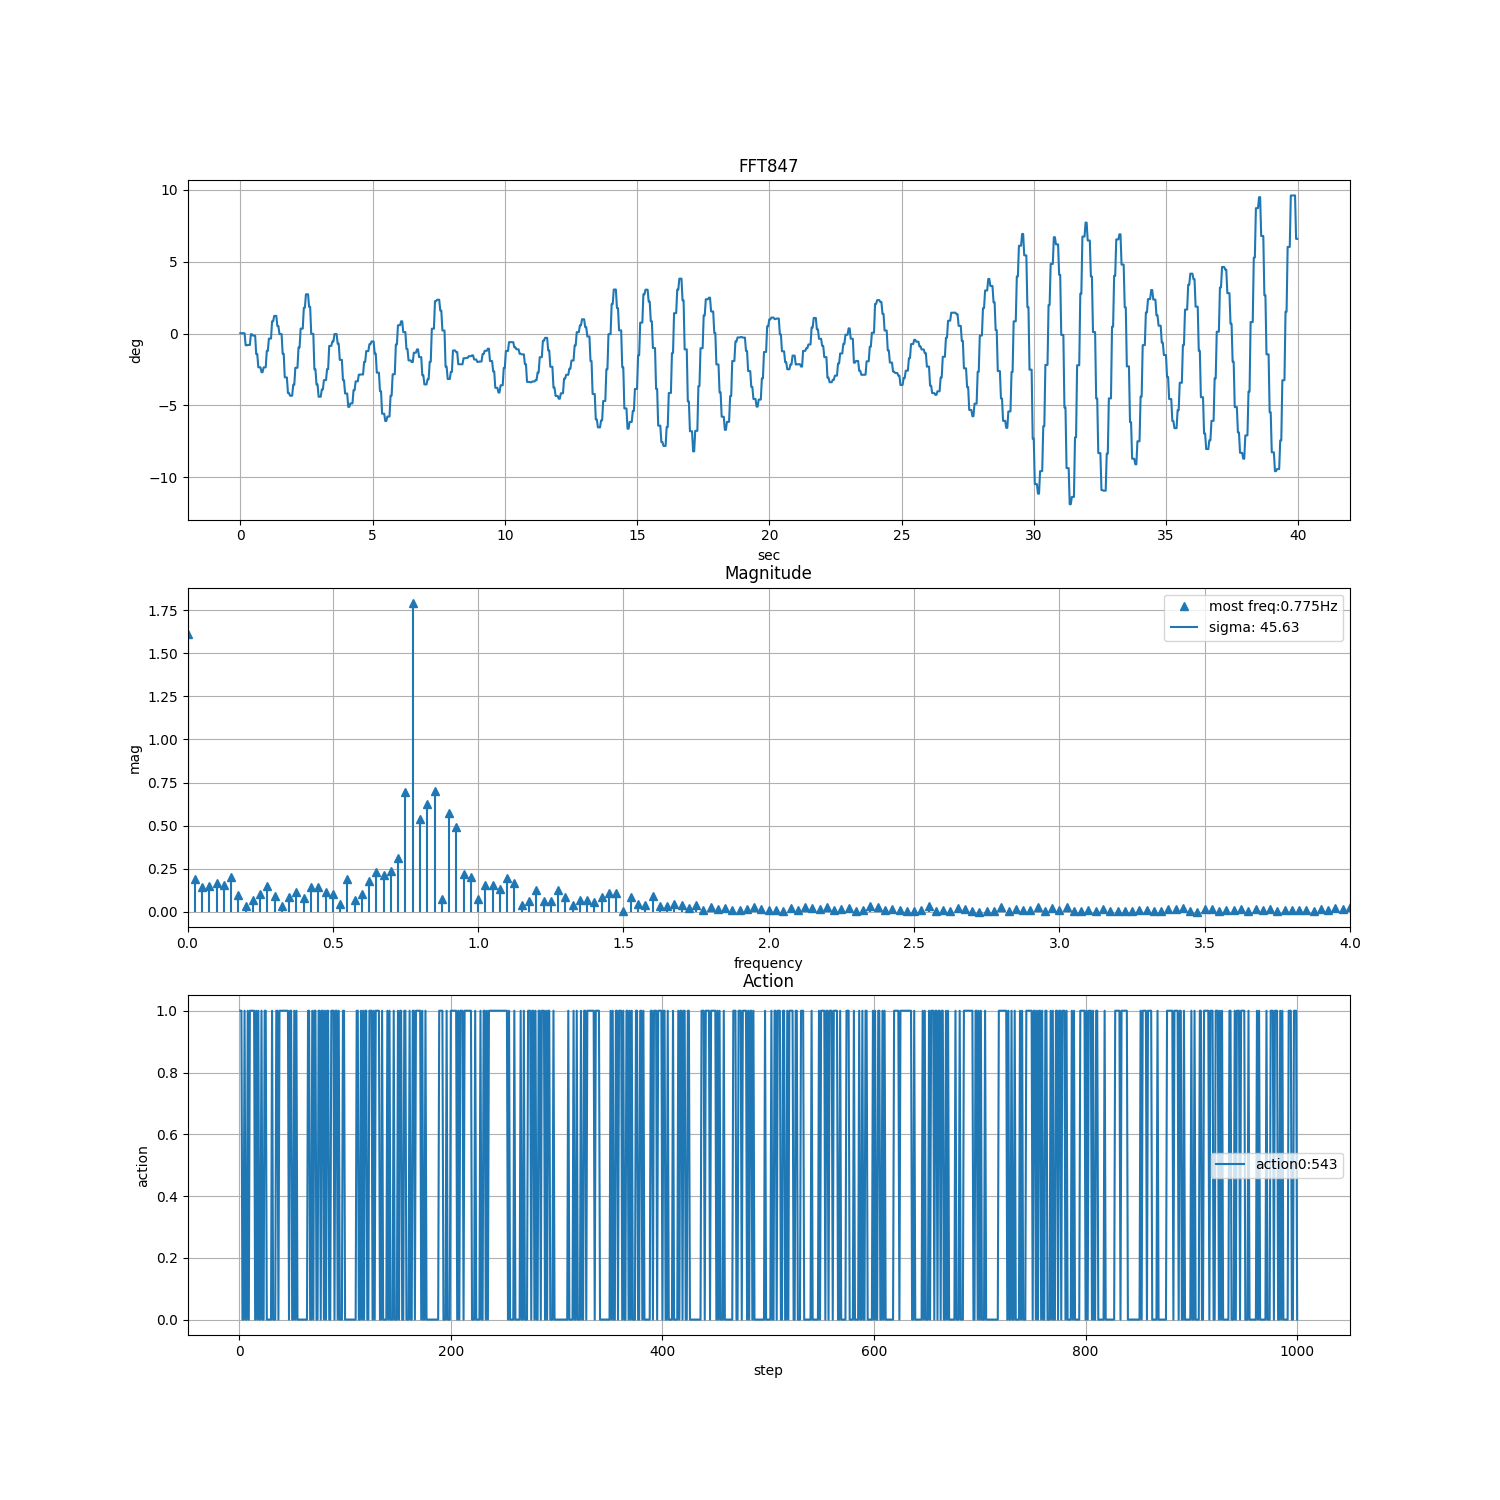 FFT847
10
5
0
−5
−10
deg
0 5 10 15 20 25 30 35 40
sec
Magnitude
most freq:0.775Hz
sigma: 45.63
1.75
1.50
1.25
1.00
0.75
0.50
0.25
0.00
mag
0.0 0.5 1.0 1.5 2.0 2.5 3.0 3.5 4.0
frequency
Action
1.0
0.8
0.6
0.4
0.2
0.0
action
action0:543
0 200 400 600 800 1000
step